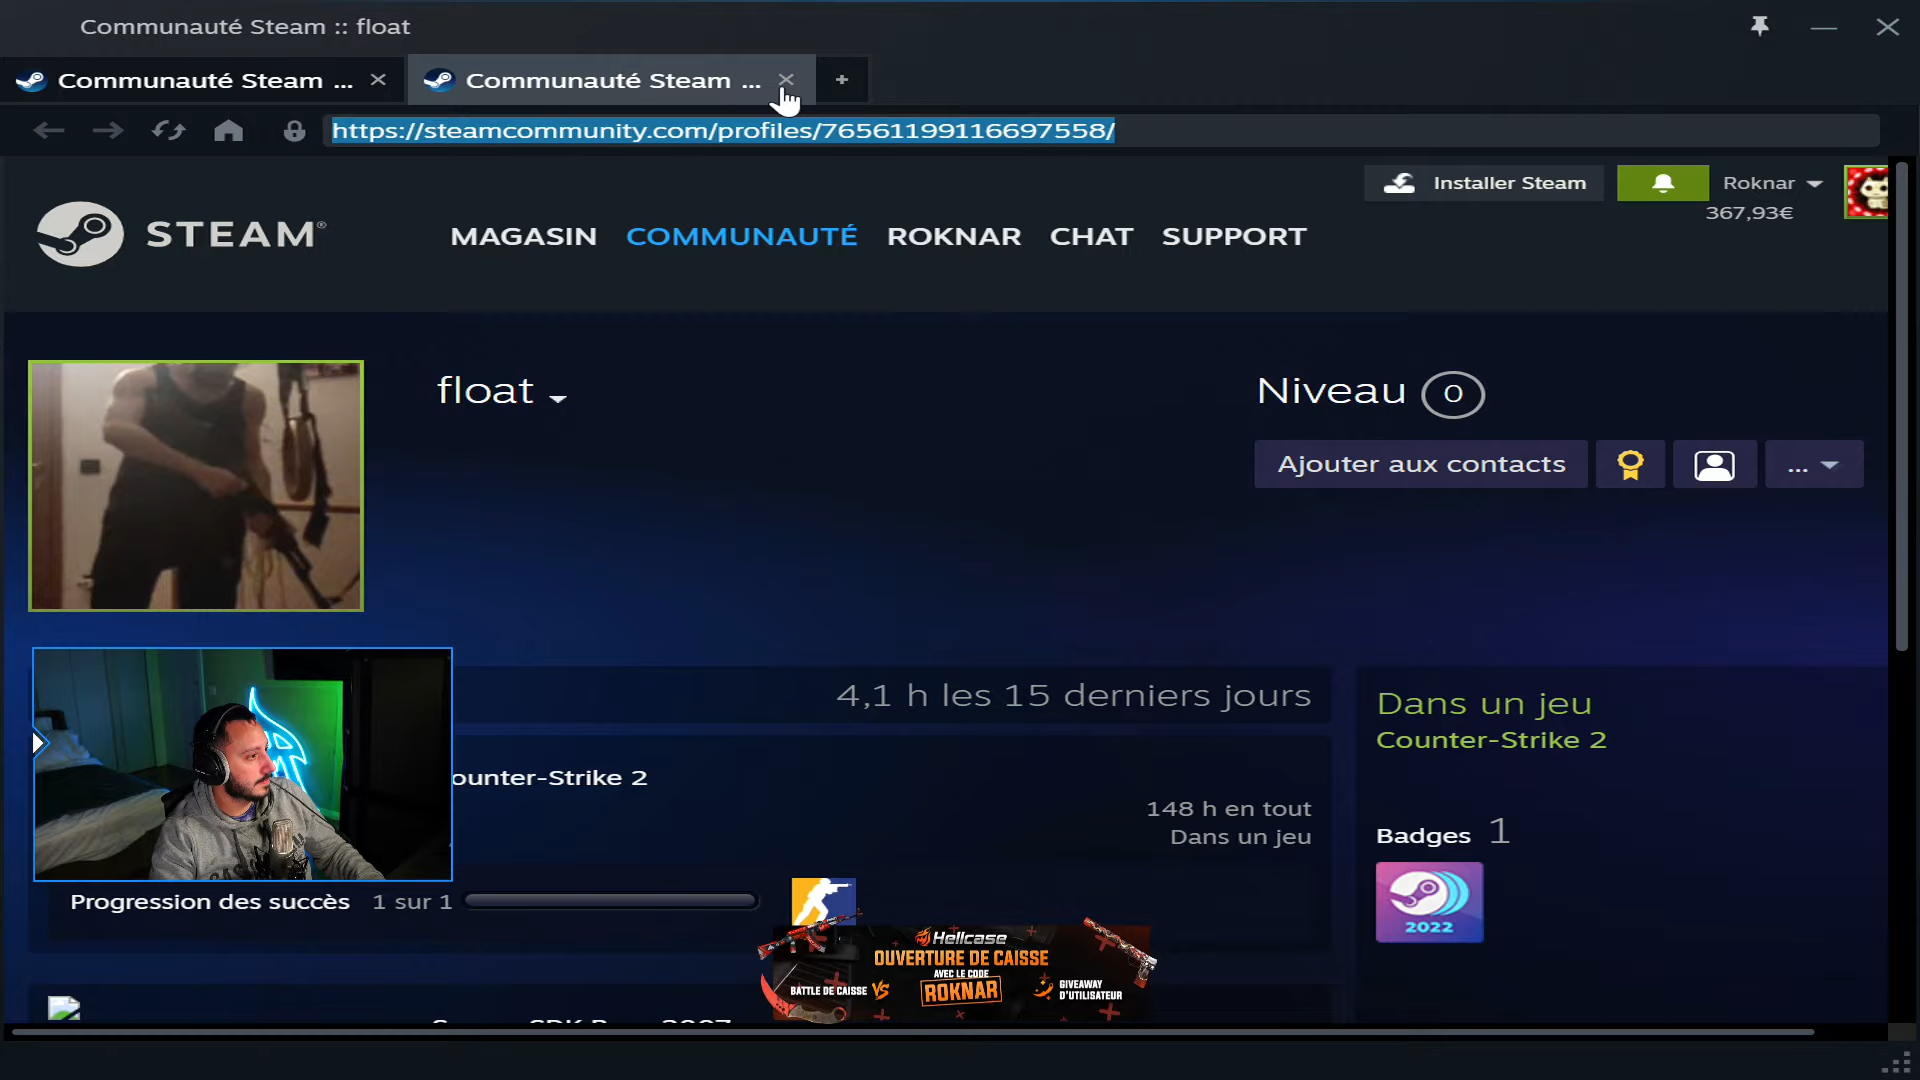 Communauté Steam :: float
Communauté Steam ...
Communauté Steam ...
https://steamcommunity.com/profiles/76561199116697558/
Installer Steam
Roknar
367,93€
STEAM®
MAGASIN COMMUNAUTÉ ROKNAR CHAT SUPPORT
float
Niveau 0
Ajouter aux contacts
...
4,1 h les 15 derniers jours
Dans un jeu
Counter-Strike 2
ounter-Strike 2
148 h en tout
Dans un jeu
Badges 1
2022
Progression des succès 1 sur 1
Hellcase
OUVERTURE DE CAISSE
AVEC LE CODE
BATTLE DE CAISSE VS
ROKNAR
GIVEAWAY
D'UTILISATEUR